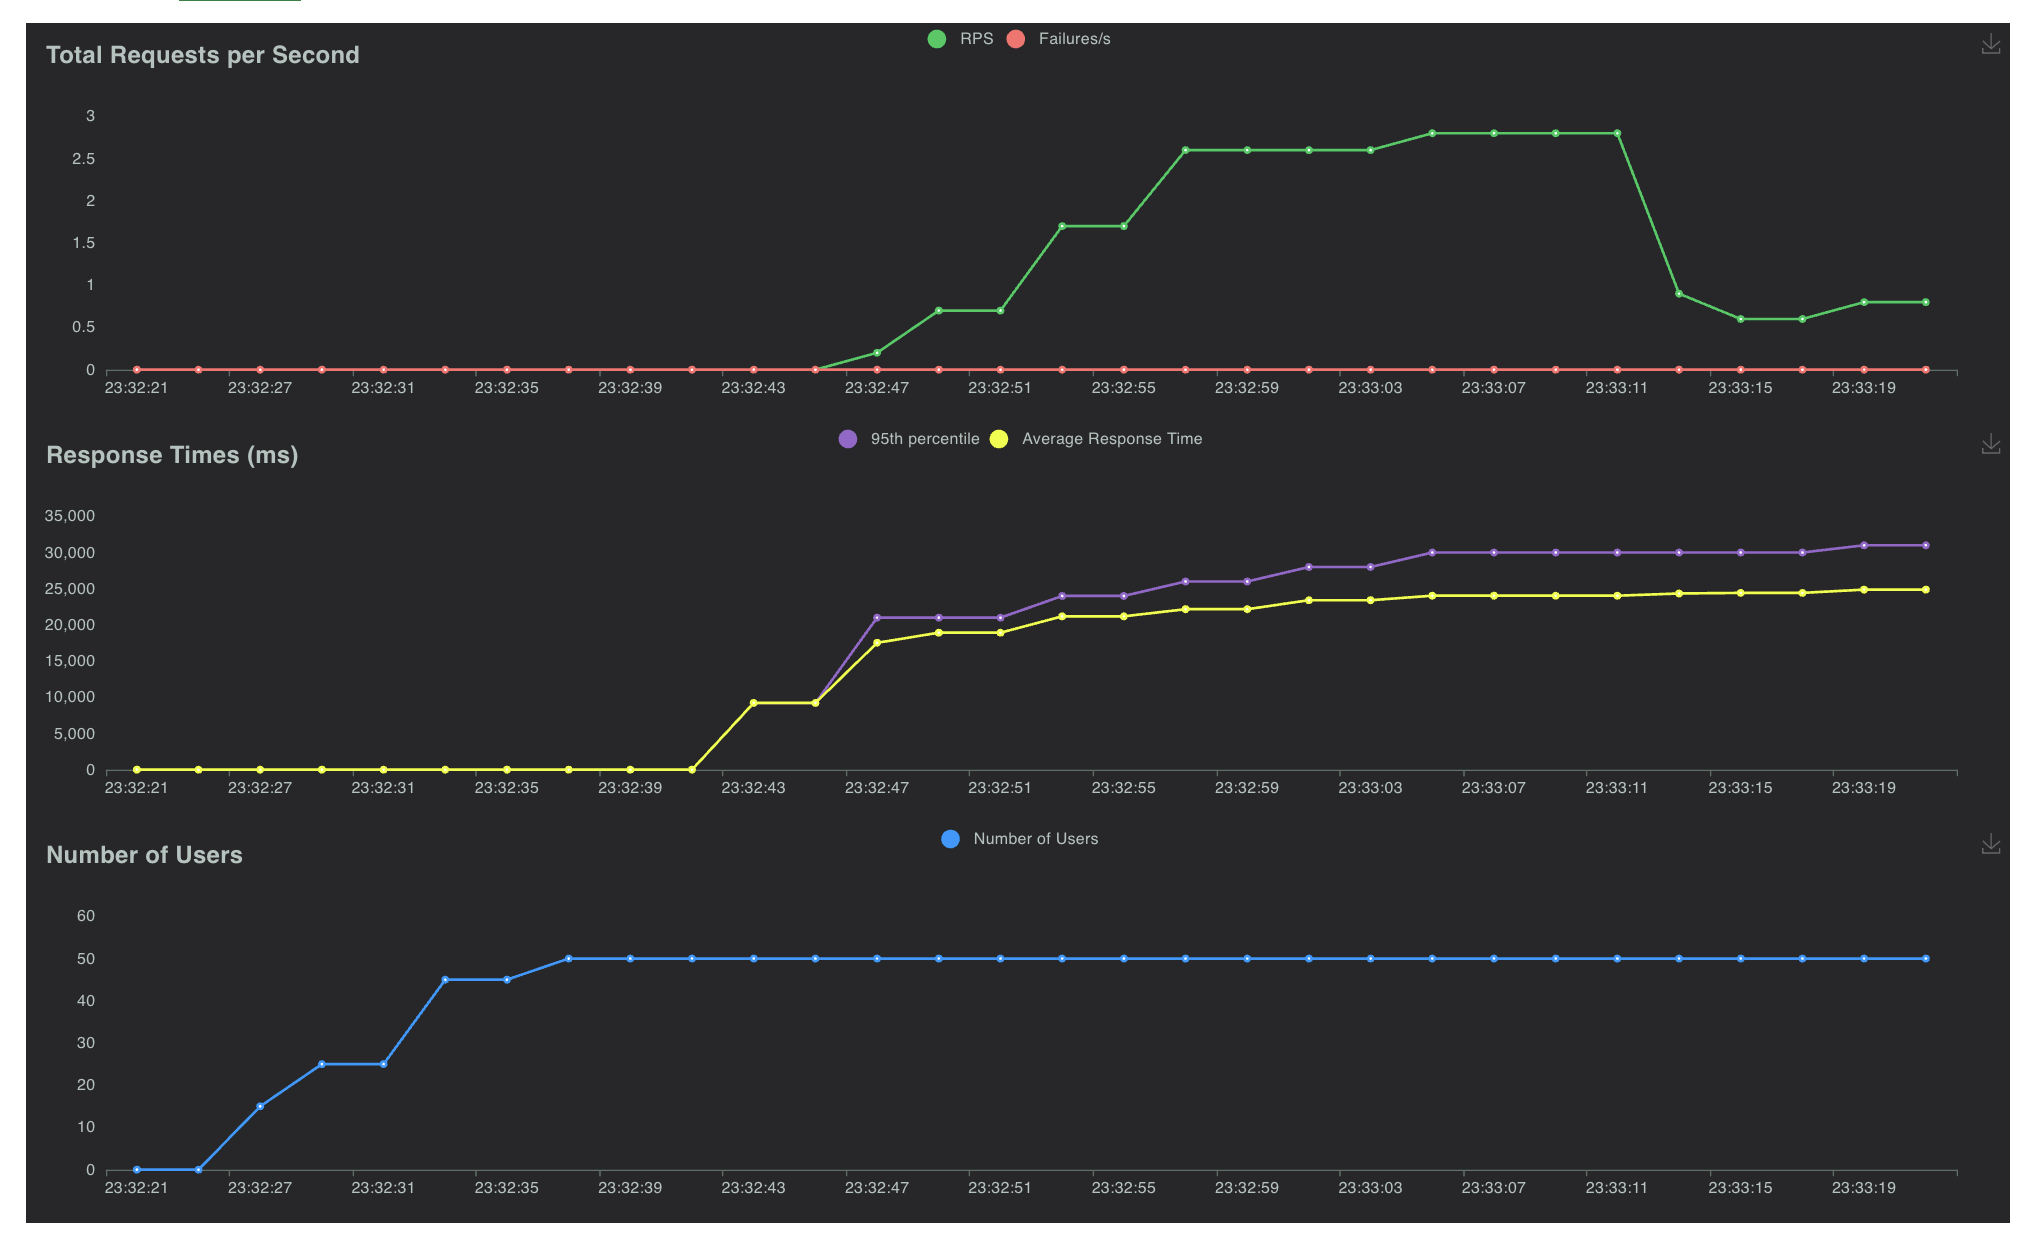 RPS Failures/s
Total Requests per Second
3
2.5
2
1.5
1
0.5
0
23:32:21 23:32:27 23:32:31 23:32:35 23:32:39 23:32:43 23:32:47 23:32:51 23:32:55 23:32:59 23:33:03 23:33:07 23:33:11 23:33:15 23:33:19
95th percentile Average Response Time
Response Times (ms)
35,000
30,000
25,000
20,000
15,000
10,000
5,000
0
23:32:21 23:32:27 23:32:31 23:32:35 23:32:39 23:32:43 23:32:47 23:32:51 23:32:55 23:32:59 23:33:03 23:33:07 23:33:11 23:33:15 23:33:19
Number of Users
Number of Users
60
50
40
30
20
10
0
23:32:21 23:32:27 23:32:31 23:32:35 23:32:39 23:32:43 23:32:47 23:32:51 23:32:55 23:32:59 23:33:03 23:33:07 23:33:11 23:33:15 23:33:19